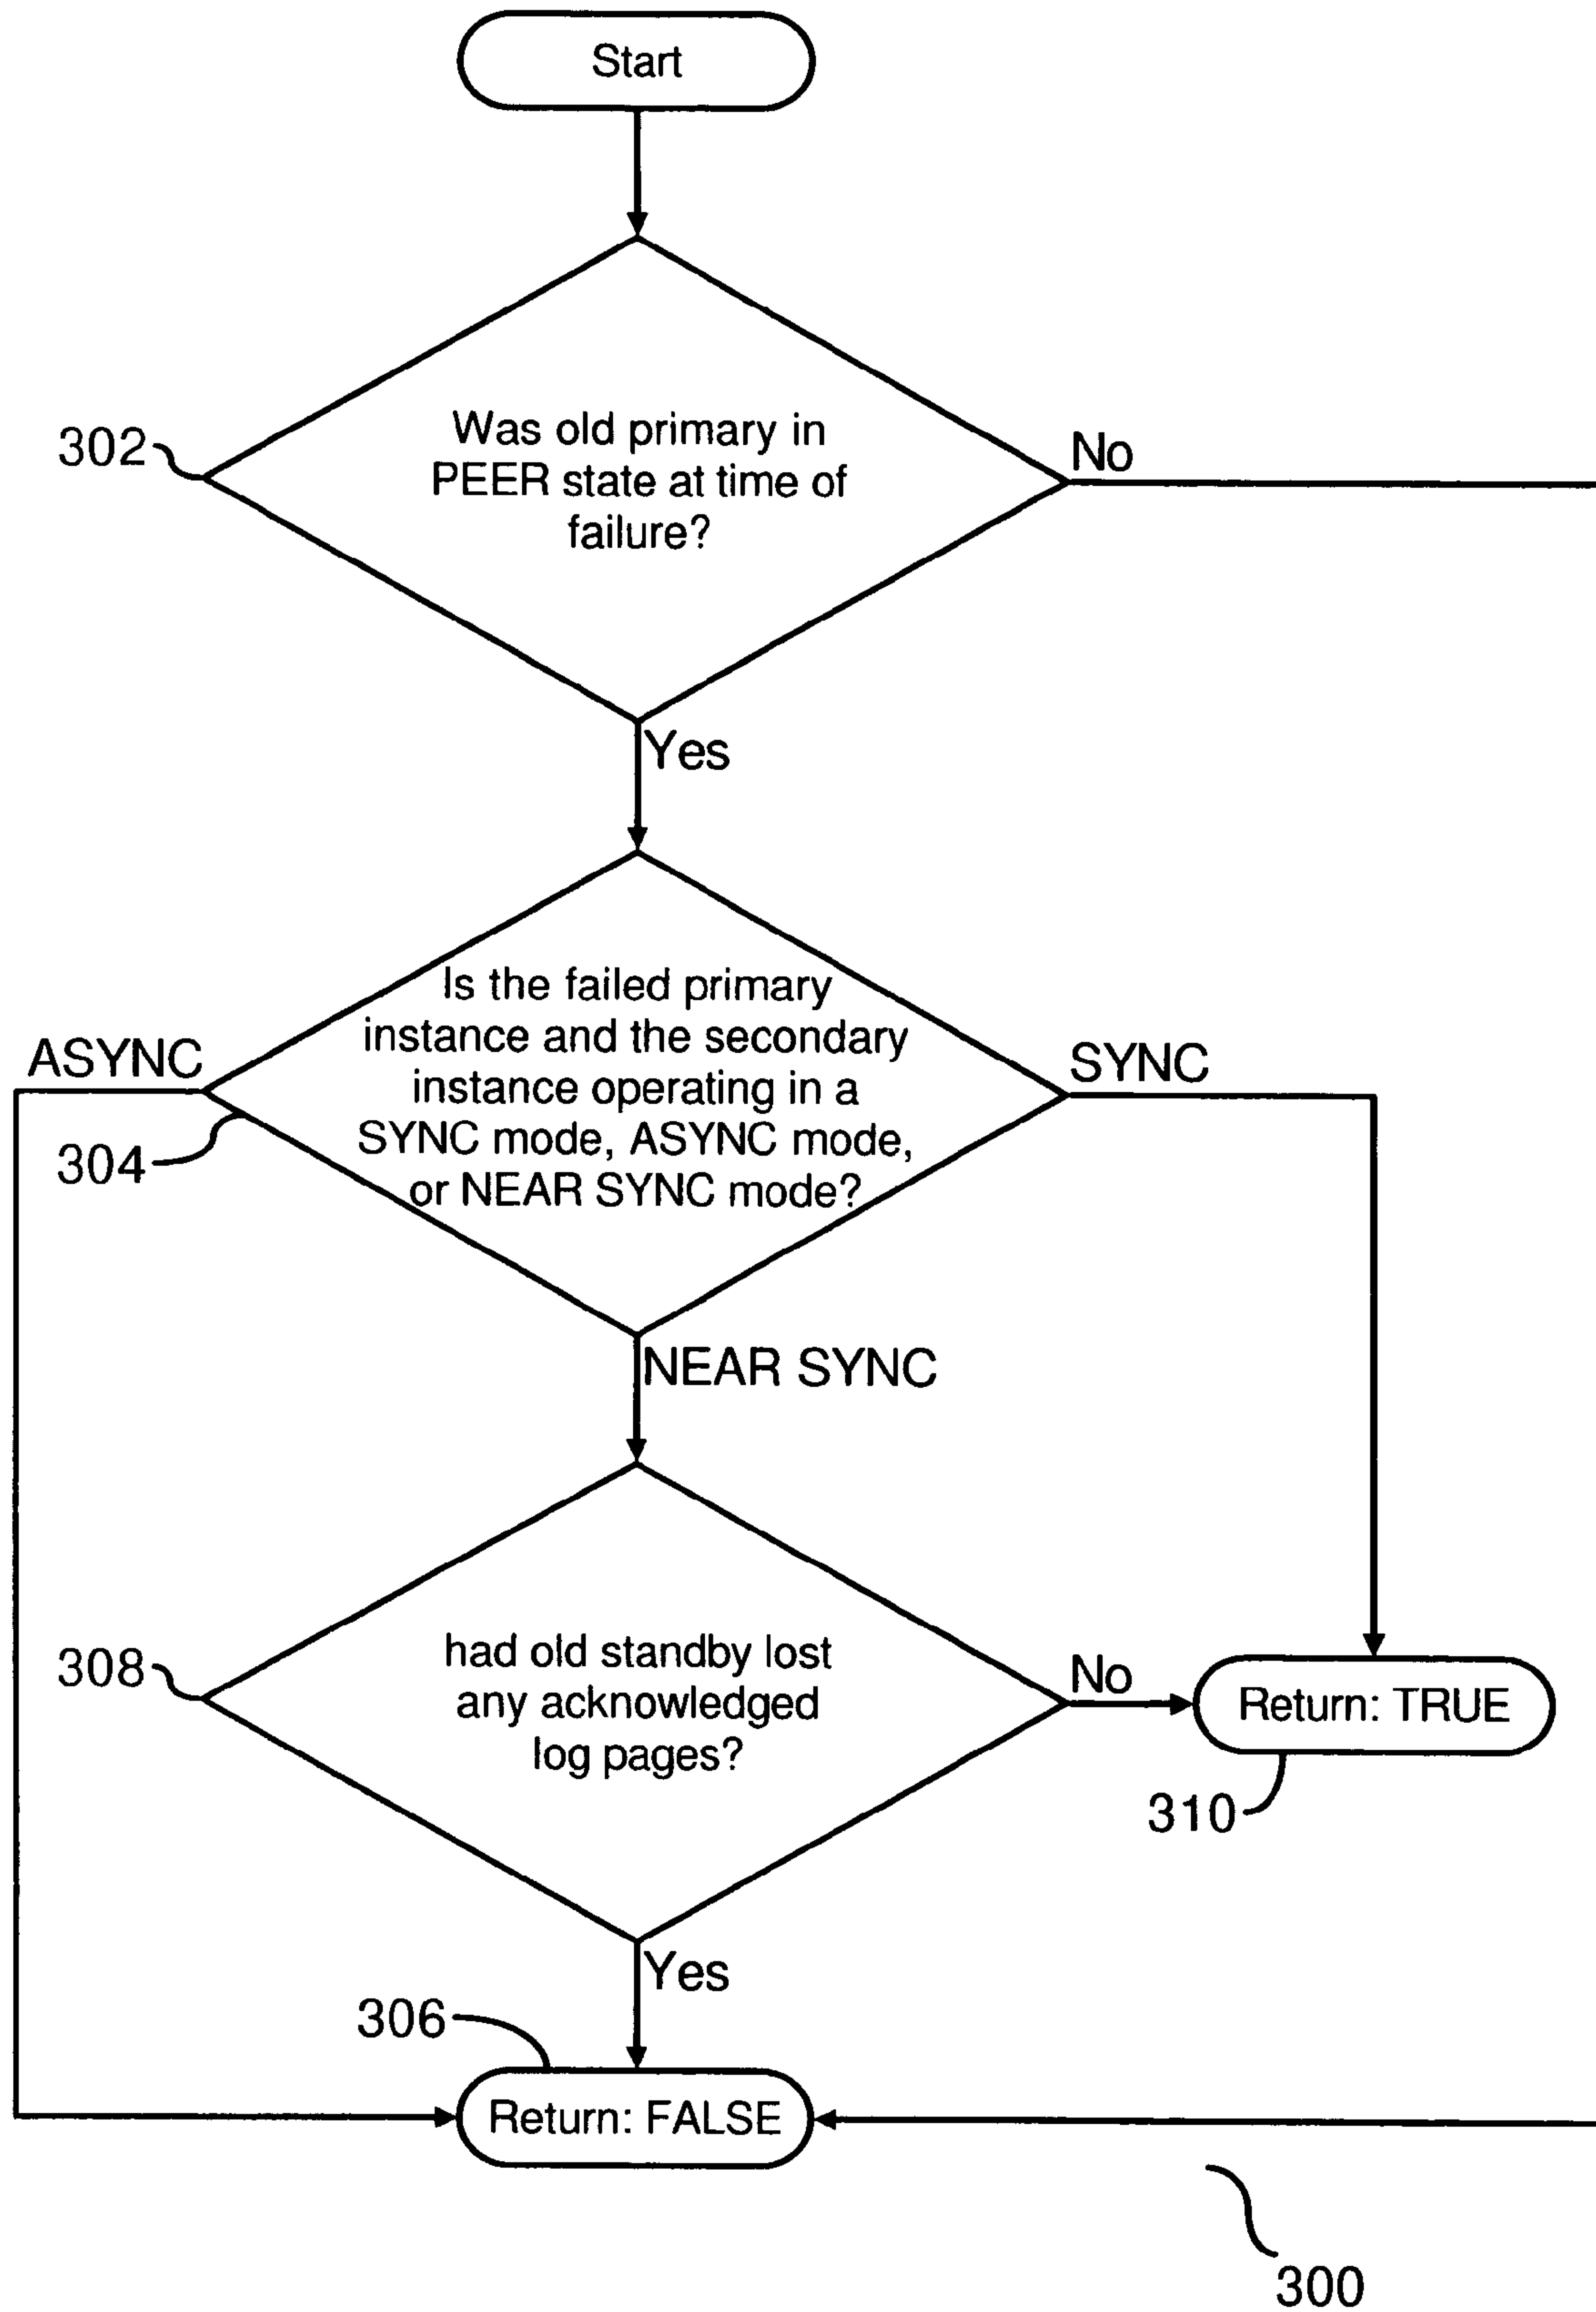 Start
302
Was old primary in
PEER state at time of
failure?
No
Yes
ASYNC
304
Is the failed primary
instance and the secondary
instance operating in a
SYNC mode, ASYNC mode,
or NEAR SYNC mode?
SYNC
NEAR SYNC
308
had old standby lost
any acknowledged
log pages?
No
Return: TRUE
310
Yes
306
Return: FALSE
300